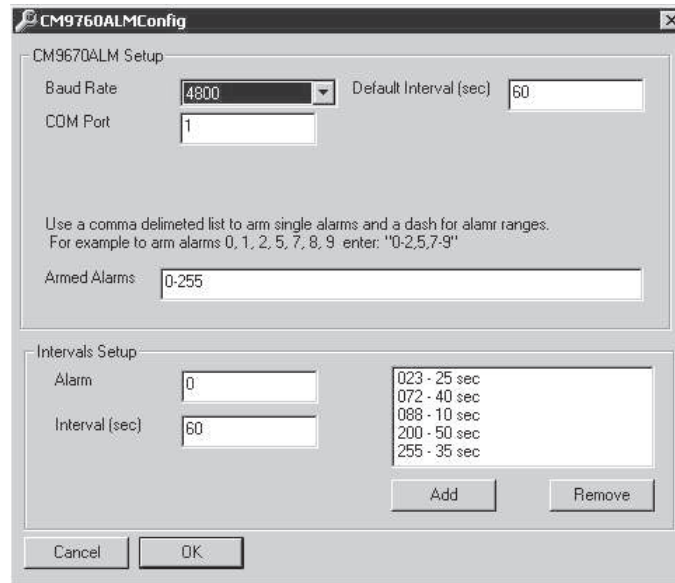 CM9760ALMConfig
CM9670ALM Setup
Baud Rate
4800
Default Interval (sec)
60
COM Port
1
Use a comma delimeted list to arm single alarms and a dash for alamr ranges.
For example to arm alarms 0, 1, 2, 5, 7, 8, 9 enter: "0-2,5,7-9"
Armed Alarms
0-255
Intervals Setup
Alarm
0
Interval (sec)
60
023 - 25 sec
072 - 40 sec
088 - 10 sec
200 - 50 sec
255 - 35 sec
Add
Remove
Cancel
OK